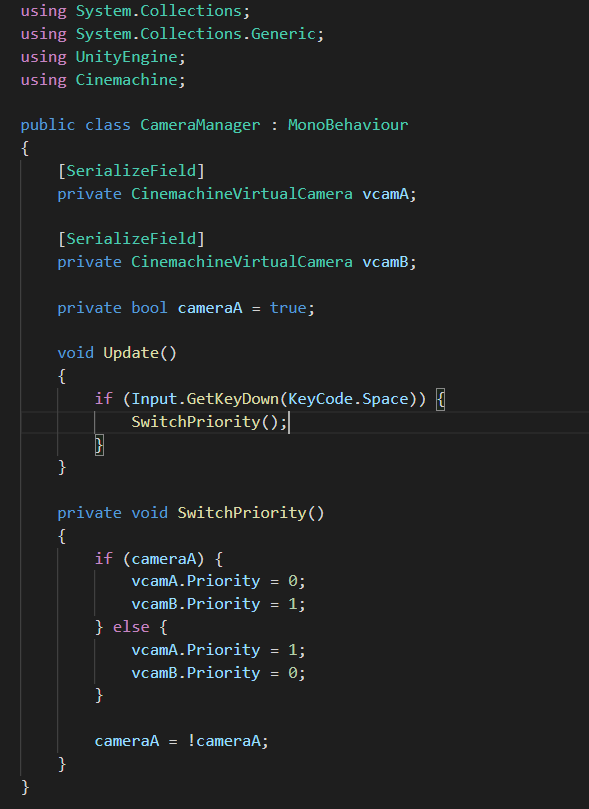 using System.Collections;
using System.Collections.Generic;
using UnityEngine;
using Cinemachine;

public class CameraManager : MonoBehaviour
{
    [SerializeField]
    private CinemachineVirtualCamera vcamA;

    [SerializeField]
    private CinemachineVirtualCamera vcamB;

    private bool cameraA = true;

    void Update()
    {
        if (Input.GetKeyDown(KeyCode.Space)) {
            SwitchPriority();
        }
    }

    private void SwitchPriority()
    {
        if (cameraA) {
            vcamA.Priority = 0;
            vcamB.Priority = 1;
        } else {
            vcamA.Priority = 1;
            vcamB.Priority = 0;
        }

        cameraA = !cameraA;
    }
}